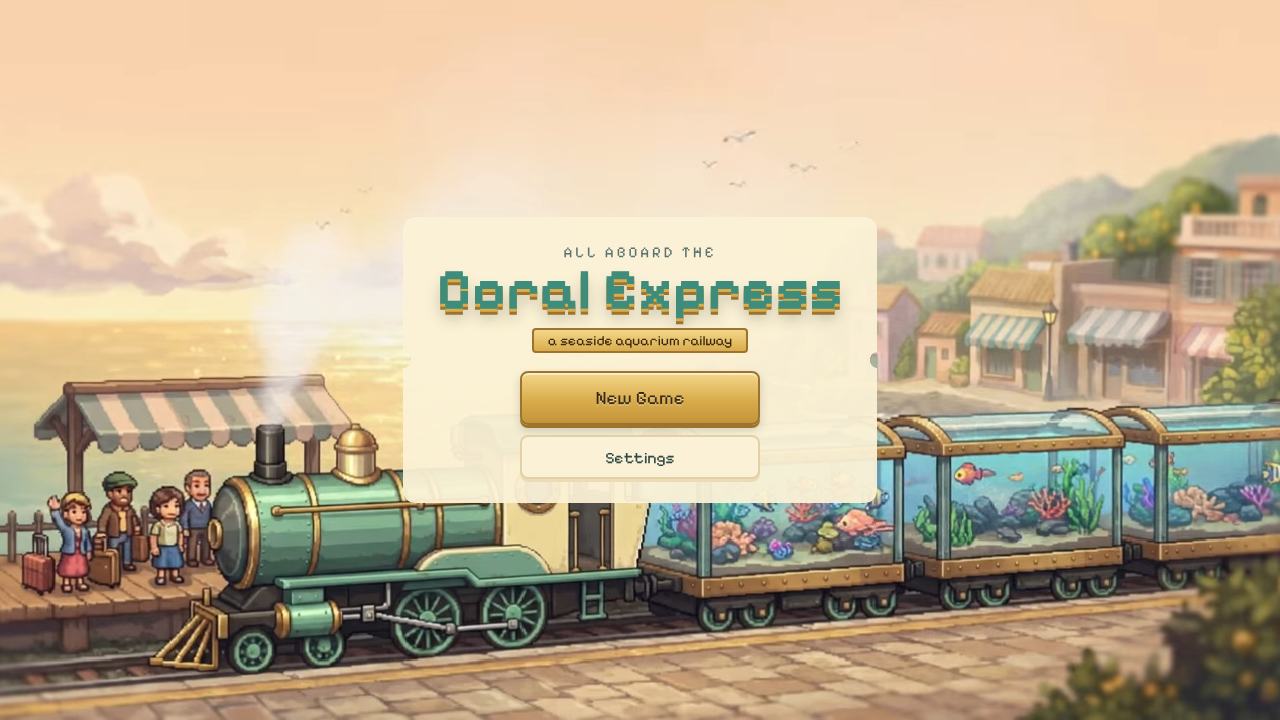 ALL ABOARD THE
Coral Express
a seaside aquarium railway
New Game
Settings